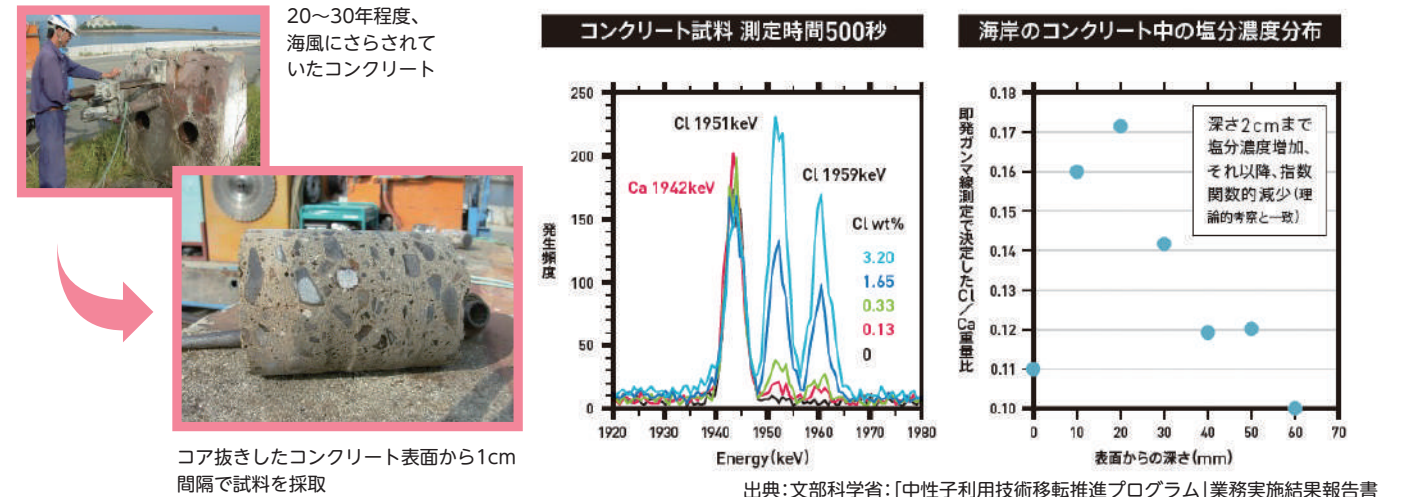 20～30年程度、
海風にさらされて
いたコンクリート
コア抜きしたコンクリート表面から1cm
間隔で試料を採取
コンクリート試料 測定時間500秒
250
200
150
100
50
0
発生頻度
Cl 1951keV
Ca 1942keV
Cl 1959keV
Cl wt%
3.20
1.65
0.33
0.13
0
1920 1930 1940 1950 1960 1970 1980
Energy(keV)
海岸のコンクリート中の塩分濃度分布
即発ガンマ線測定で決定したCl／Ca重量比
0.18
0.17
0.16
0.15
0.14
0.13
0.12
0.11
0.10
深さ2cmまで
塩分濃度増加、
それ以降、指数
関数的減少(理
論的考察と一致)
0 10 20 30 40 50 60 70
表面からの深さ(mm)
出典：文部科学省：「中性子利用技術移転推進プログラム」業務実施結果報告書